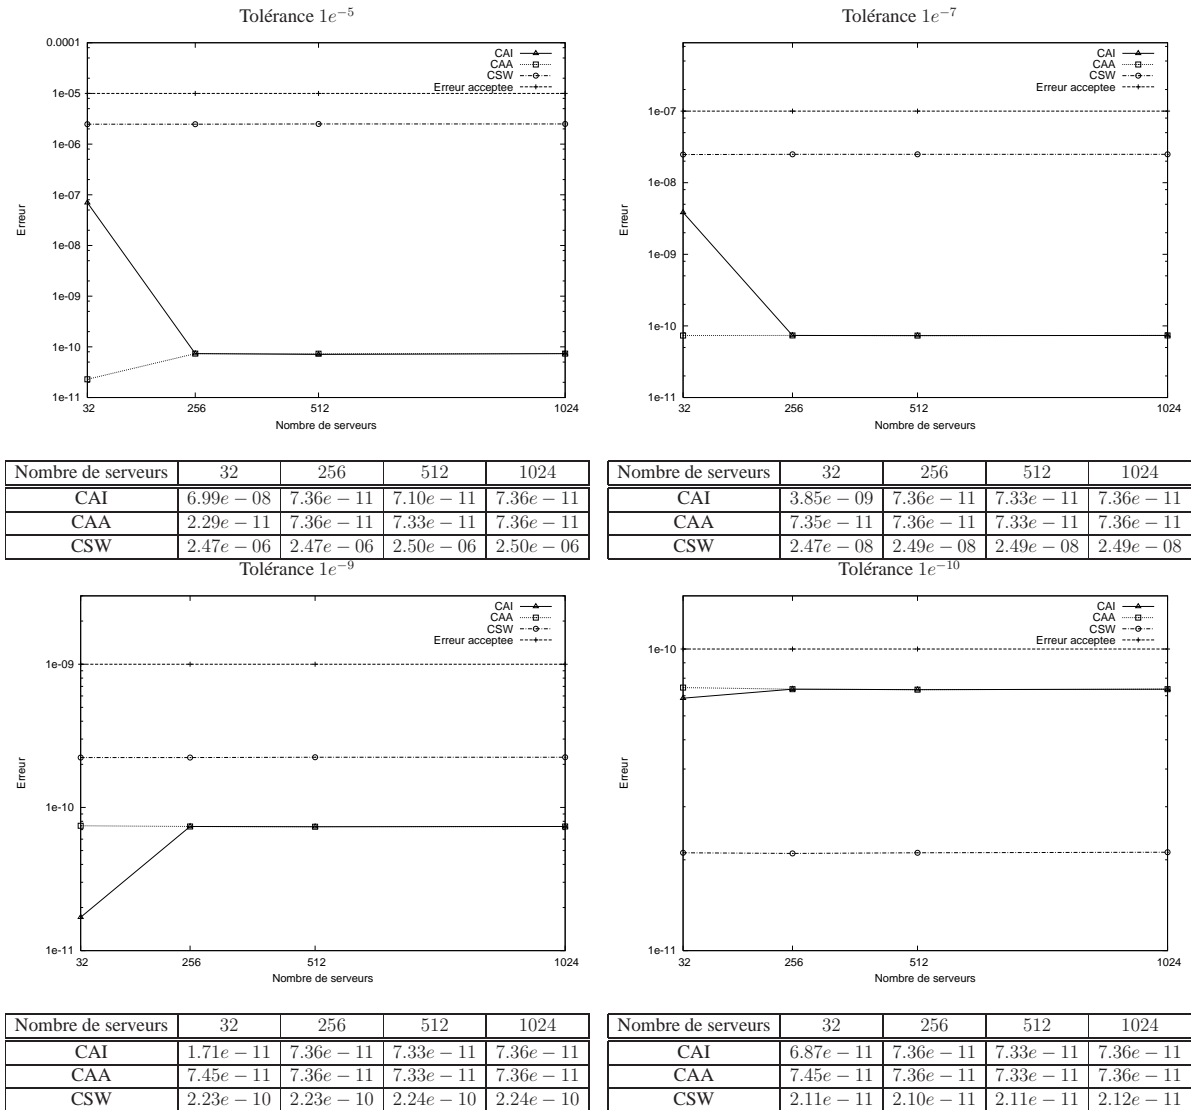 Tolérance 1e⁻⁵
0.0001
1e-05
1e-06
1e-07
1e-08
1e-09
1e-10
1e-11
Erreur
CAI
CAA
CSW
Erreur acceptee
32 256 512 1024
Nombre de serveurs
Nombre de serveurs 32 256 512 1024
CAI 6.99e − 08 7.36e − 11 7.10e − 11 7.36e − 11
CAA 2.29e − 11 7.36e − 11 7.33e − 11 7.36e − 11
CSW 2.47e − 06 2.47e − 06 2.50e − 06 2.50e − 06
Tolérance 1e⁻⁷
1e-07
1e-08
1e-09
1e-10
1e-11
Erreur
CAI
CAA
CSW
Erreur acceptee
32 256 512 1024
Nombre de serveurs
Nombre de serveurs 32 256 512 1024
CAI 3.85e − 09 7.36e − 11 7.33e − 11 7.36e − 11
CAA 7.35e − 11 7.36e − 11 7.33e − 11 7.36e − 11
CSW 2.47e − 08 2.49e − 08 2.49e − 08 2.49e − 08
Tolérance 1e⁻⁹
1e-09
1e-10
1e-11
Erreur
CAI
CAA
CSW
Erreur acceptee
32 256 512 1024
Nombre de serveurs
Nombre de serveurs 32 256 512 1024
CAI 1.71e − 11 7.36e − 11 7.33e − 11 7.36e − 11
CAA 7.45e − 11 7.36e − 11 7.33e − 11 7.36e − 11
CSW 2.23e − 10 2.23e − 10 2.24e − 10 2.24e − 10
Tolérance 1e⁻¹⁰
1e-10
1e-11
Erreur
CAI
CAA
CSW
Erreur acceptee
32 256 512 1024
Nombre de serveurs
Nombre de serveurs 32 256 512 1024
CAI 6.87e − 11 7.36e − 11 7.33e − 11 7.36e − 11
CAA 7.45e − 11 7.36e − 11 7.33e − 11 7.36e − 11
CSW 2.11e − 11 2.10e − 11 2.11e − 11 2.12e − 11